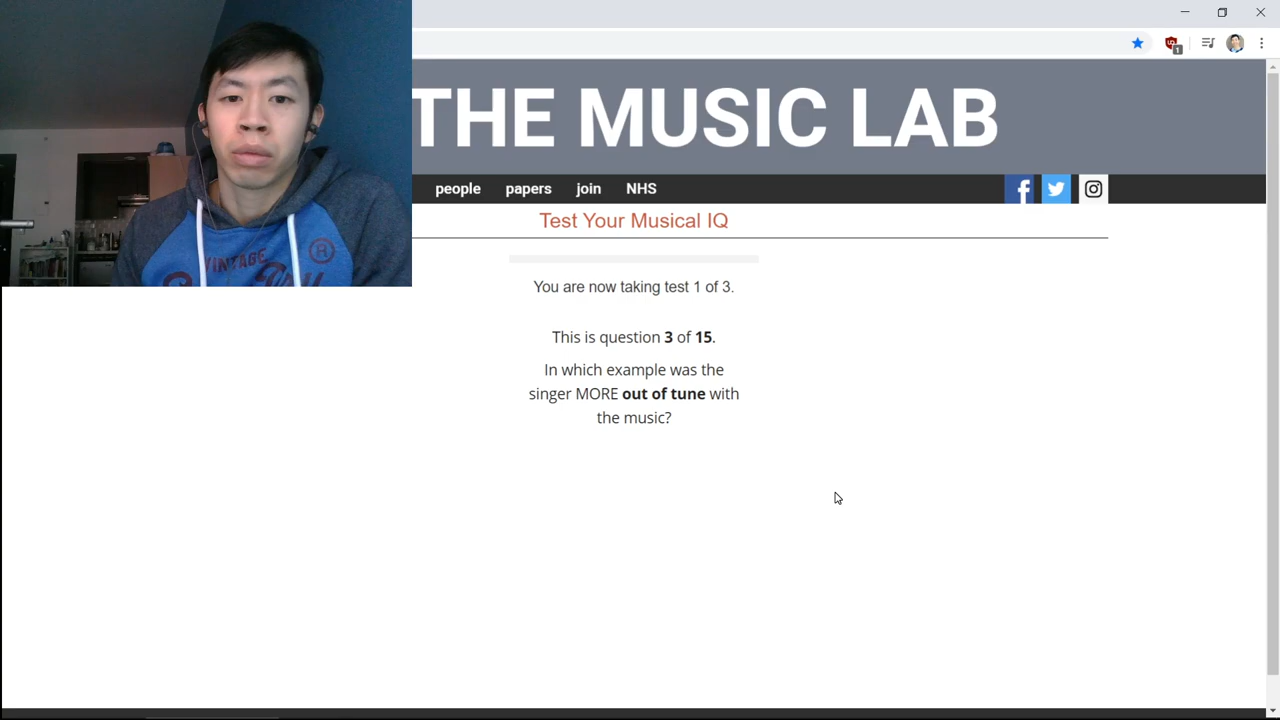 THE MUSIC LAB
people papers join NHS
Test Your Musical IQ
You are now taking test 1 of 3.
This is question 3 of 15.
In which example was the
singer MORE out of tune with
the music?
VINTAGE
®
1